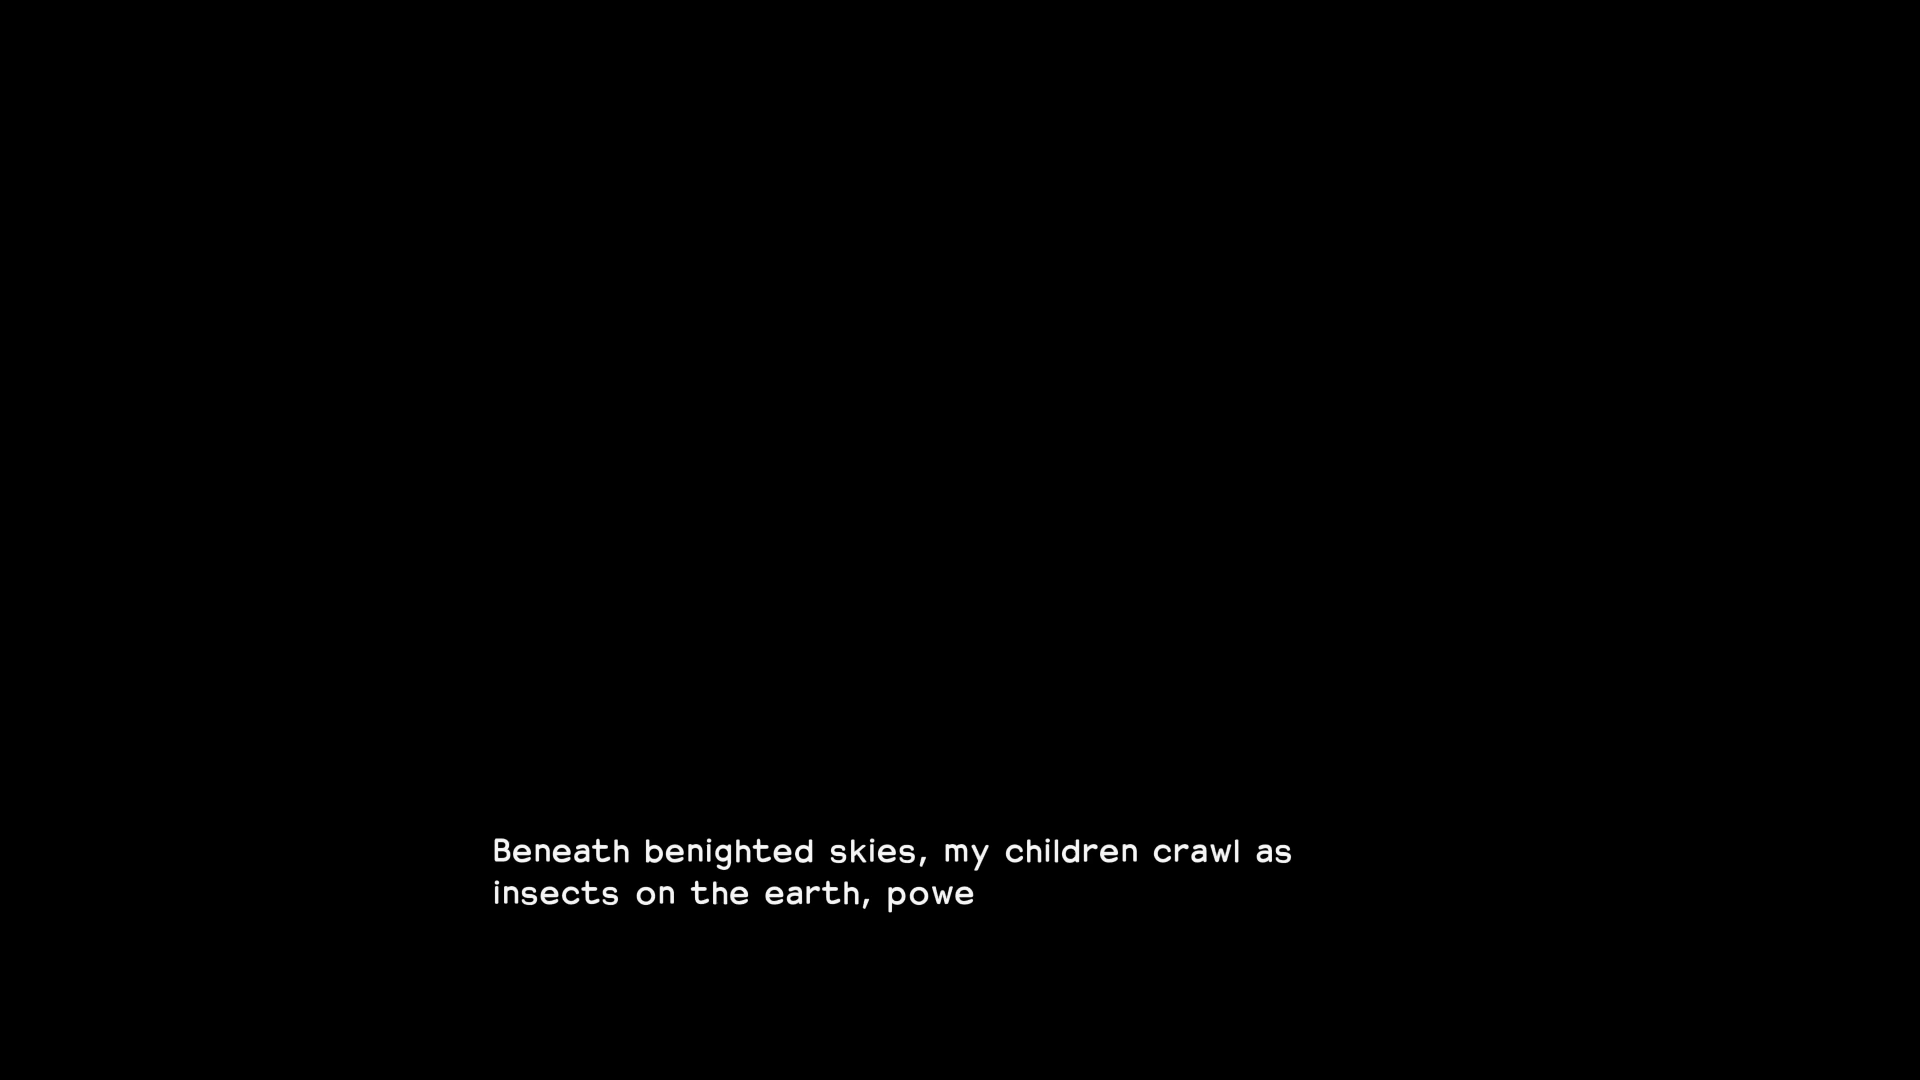 Beneath benighted skies, my children crawl as
insects on the earth, powe